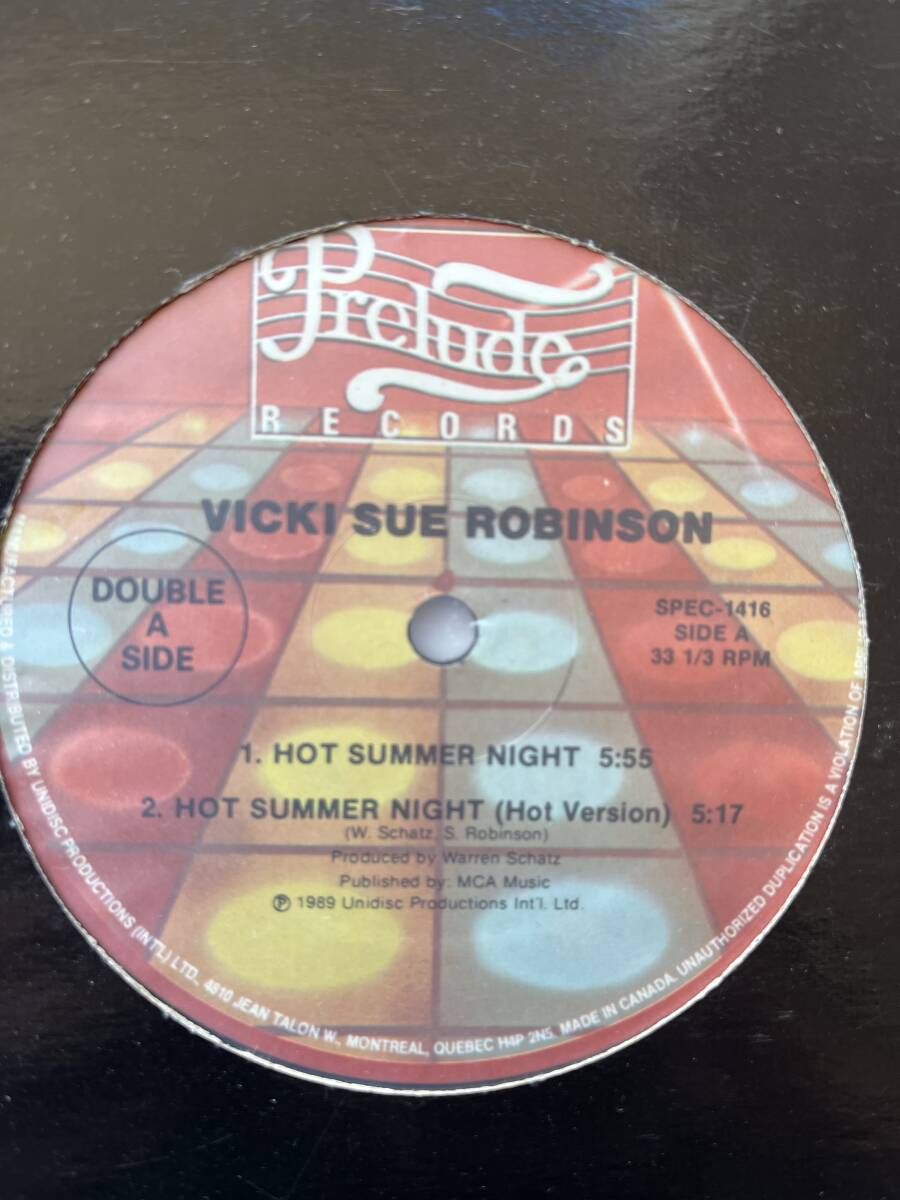 Prelude
RECORDS
VICKI SUE ROBINSON
DOUBLE
A
SIDE
SPEC-1416
SIDE A
33 1/3 RPM
1. HOT SUMMER NIGHT 5:55
2. HOT SUMMER NIGHT (Hot Version) 5:17
(W. Schatz, S. Robinson)
Produced by Warren Schatz
Published by: MCA Music
℗ 1989 Unidisc Productions Int'l. Ltd.
& DISTRIBUTED BY UNIDISC PRODUCTIONS (INT'L) LTD., 4810 JEAN TALON W., MONTREAL, QUEBEC H4P 2N5. MADE IN CANADA. UNAUTHORIZED DUPLICATION IS A VIOLATION OF